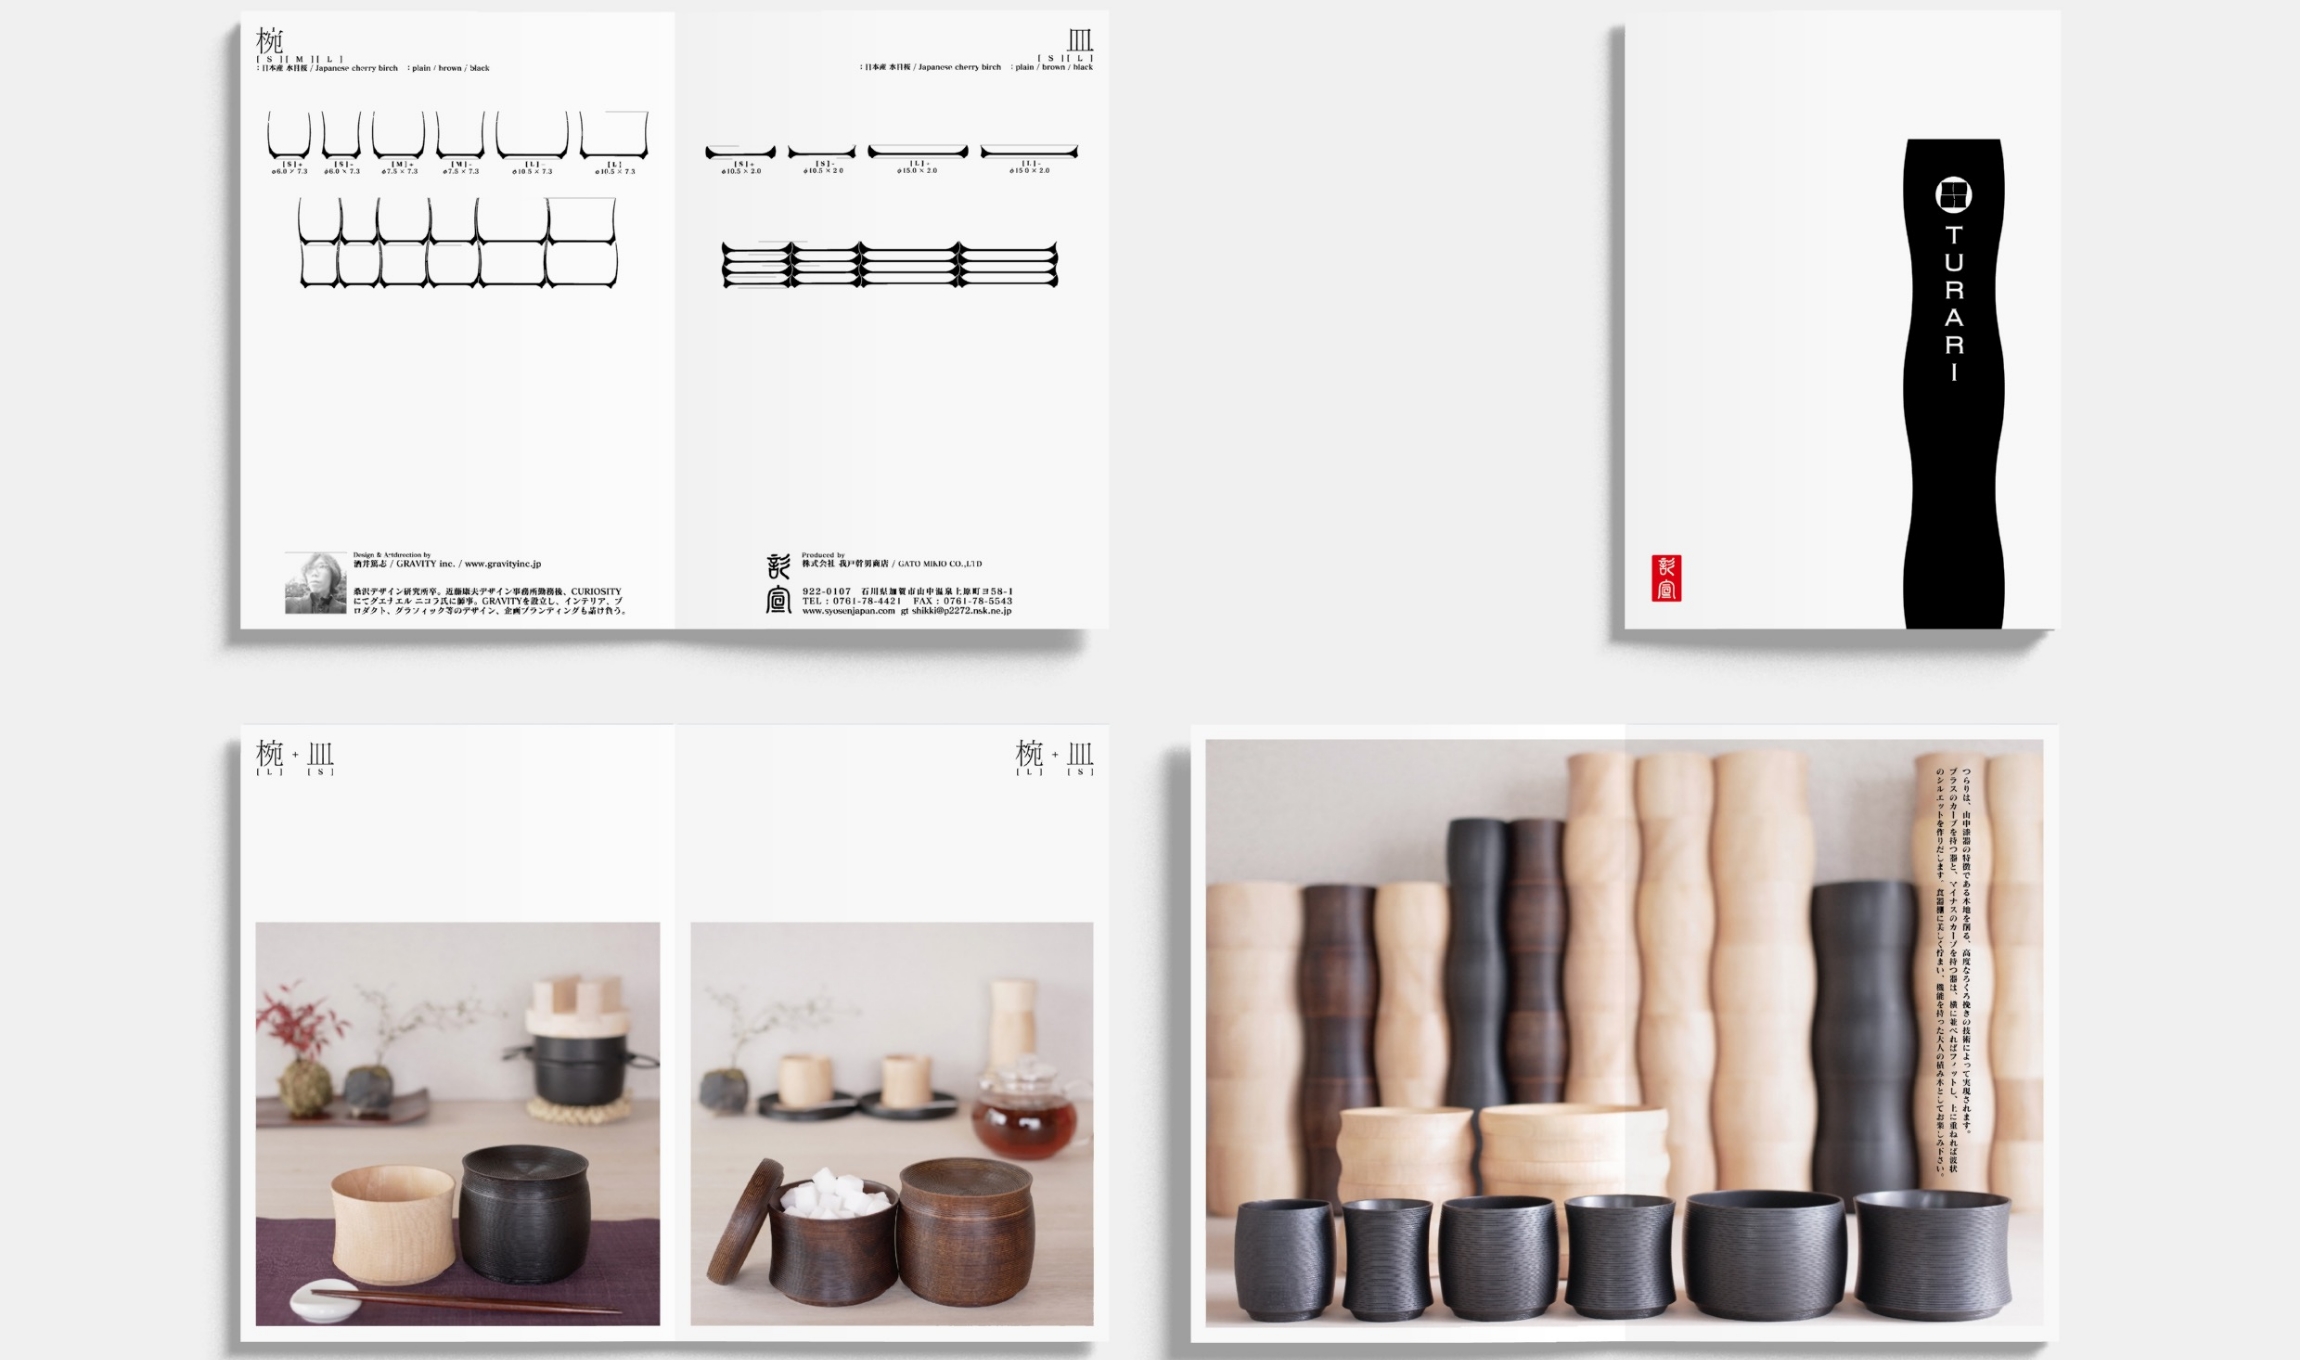 椀
[ S ][ M ][ L ]
：日本産 水目桜 / Japanese cherry birch ：plain / brown / black
[S]+ [S]- [M]+ [M]- [L]- [L]
φ6.0 × 7.3 φ6.0 × 7.3 φ7.5 × 7.3 φ7.5 × 7.3 φ10.5 × 7.3 φ10.5 × 7.3
Design & Artdirection by
酒井篤志 / GRAVITY inc. / www.gravityinc.jp
桑沢デザイン研究所卒。近藤康夫デザイン事務所勤務後、CURIOSITY
にてグエナエル ニコラ氏に師事。GRAVITYを設立し、インテリア、プ
ロダクト、グラフィック等のデザイン、企画ブランディングも請け負う。
皿
[ S ][ L ]
：日本産 水目桜 / Japanese cherry birch ：plain / brown / black
[S]+ [S]- [L]+ [L]-
φ10.5 × 2.0 φ10.5 × 2.0 φ15.0 × 2.0 φ15.0 × 2.0
Produced by
株式会社 我戸幹男商店 / GATO MIKIO CO.,LTD
922-0107 石川県加賀市山中温泉上原町ヨ58-1
TEL : 0761-78-4421 FAX : 0761-78-5543
www.syosenjapan.com gt shikki@p2272.nsk.ne.jp
TURARI
椀 + 皿
[ L ] [ S ]
椀 + 皿
[ L ] [ S ]
つらりは、山中漆器の特徴である木地を削る、高度なろくろ挽きの技術によって実現されます。
プラスのカーブを持つ器と、マイナスのカーブを持つ器は、横に並べればフィットし、上に重ねれば波状
のシルエットを作りだします。食器棚に美しく佇まい、機能を持った大人の積み木としてお楽しみ下さい。